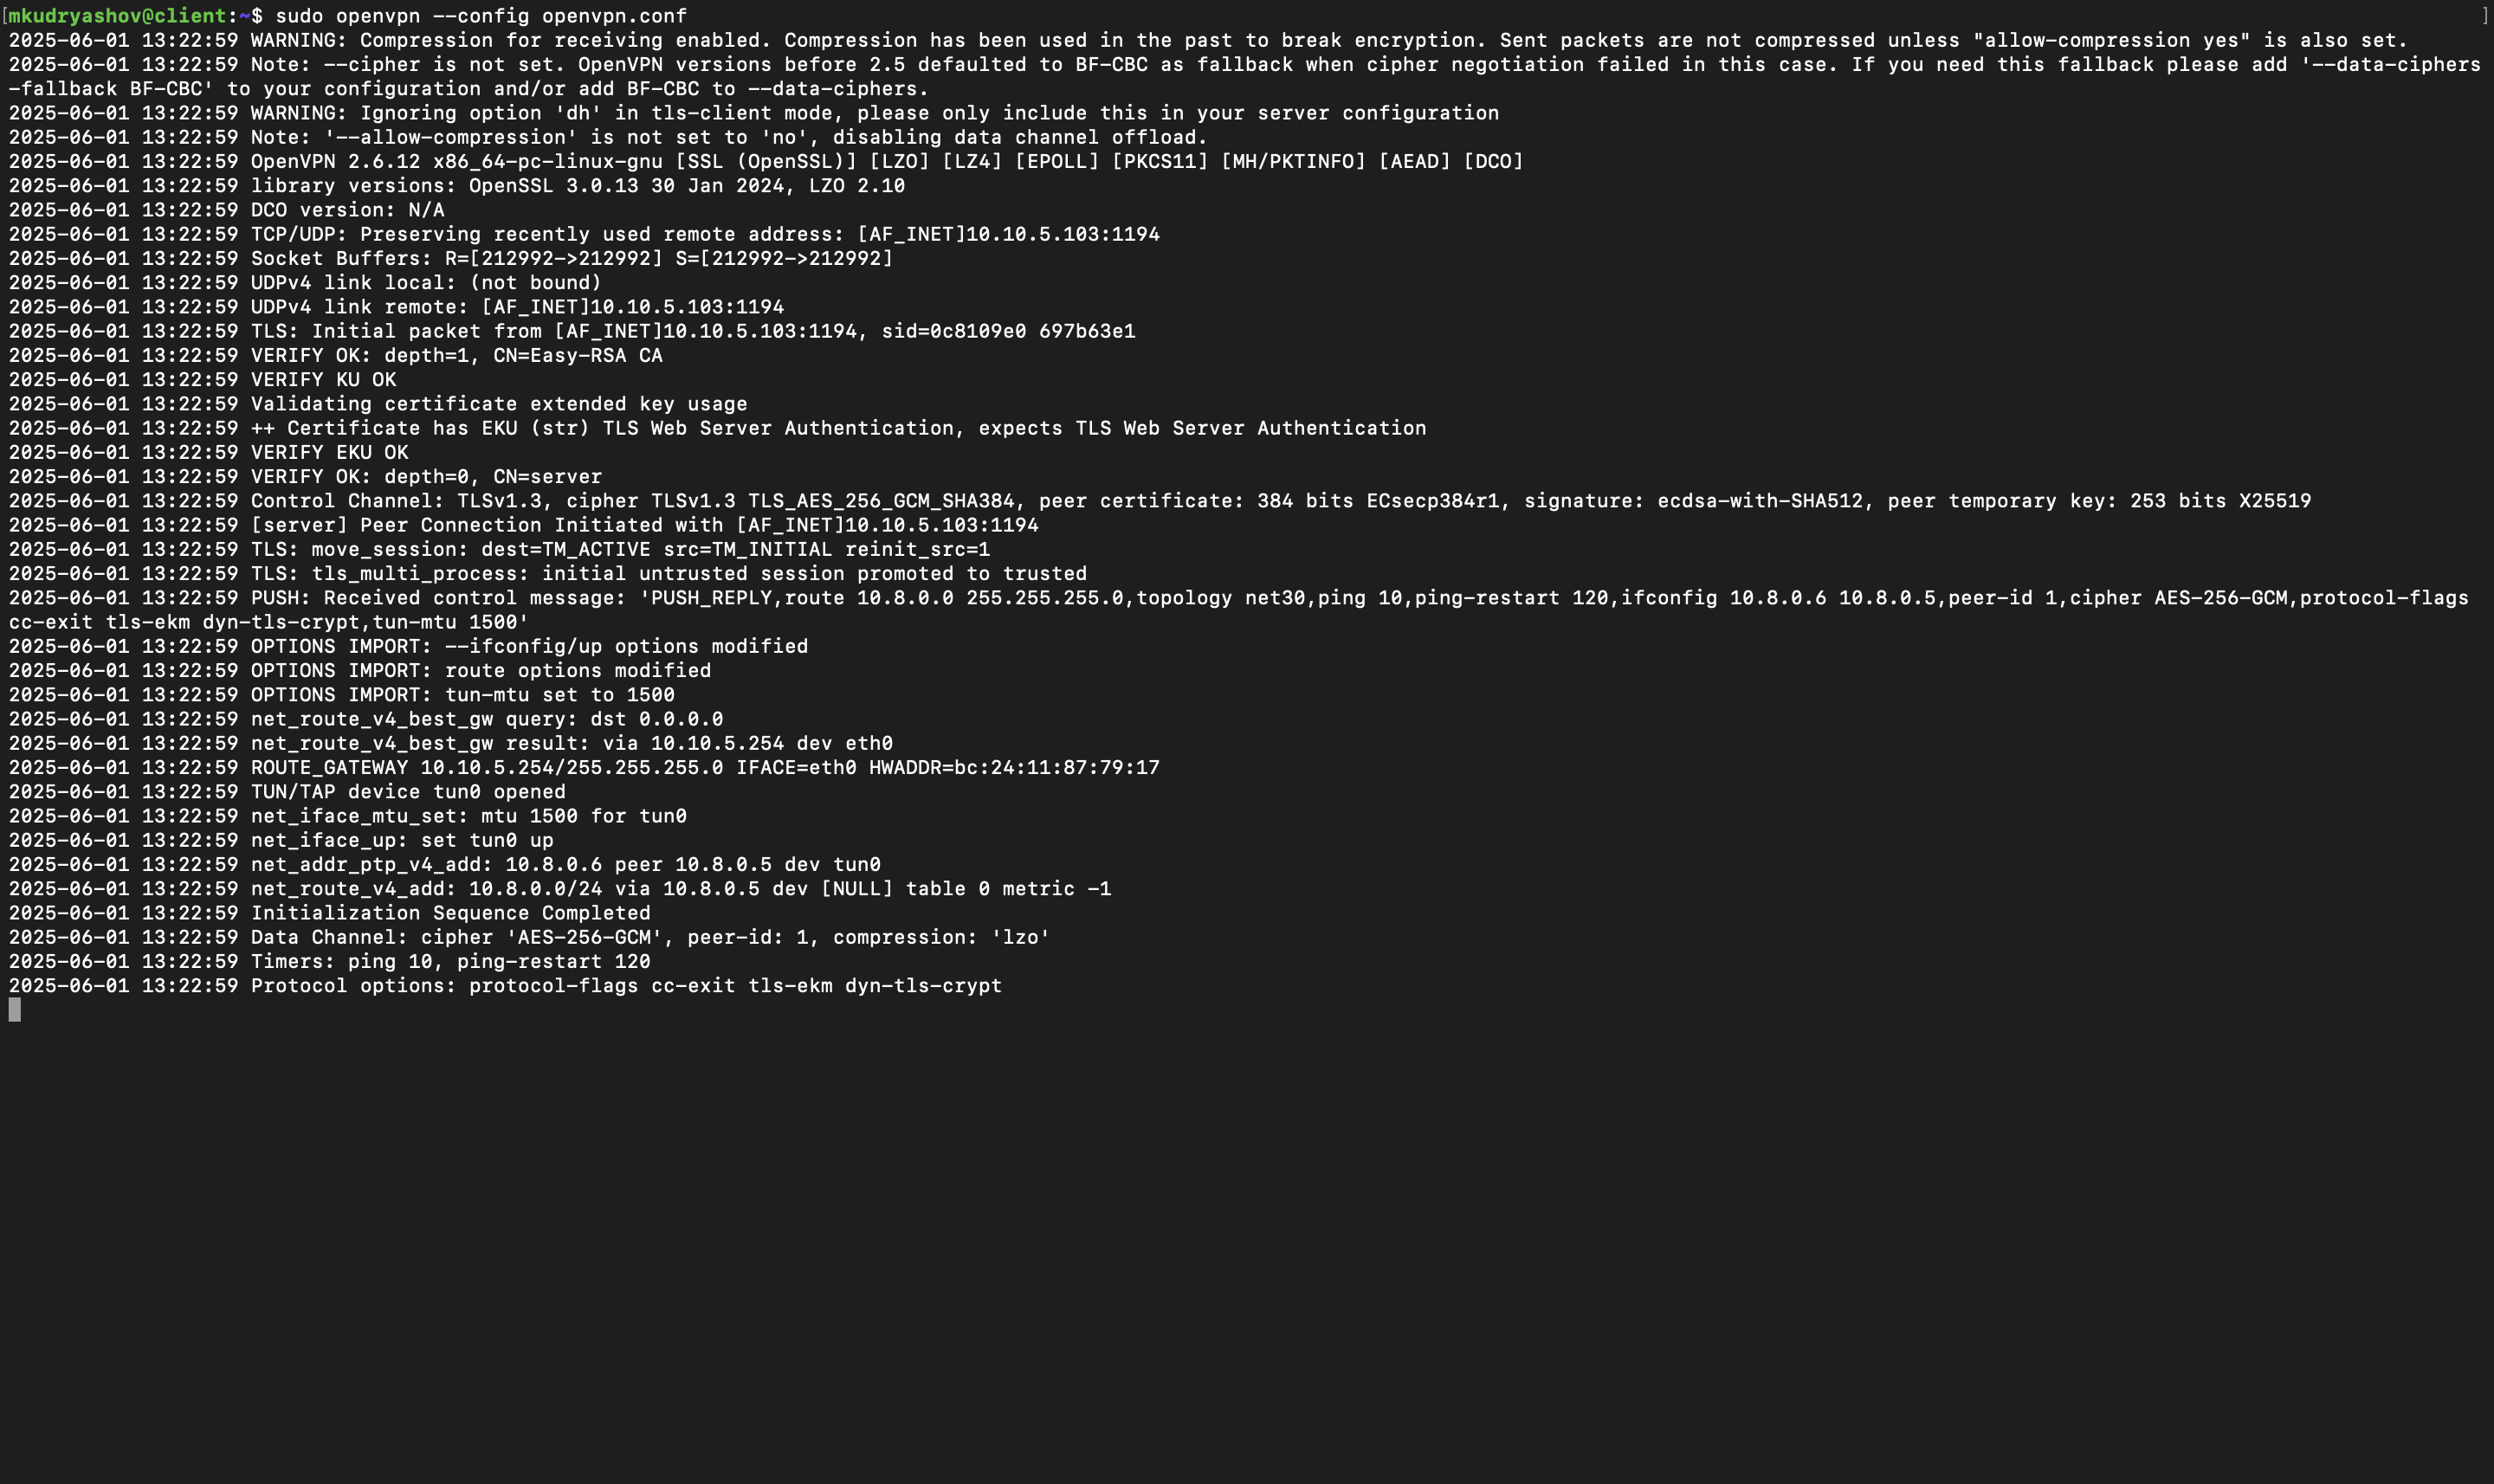 [mkudryashov@client:~$ sudo openvpn --config openvpn.conf ]
2025-06-01 13:22:59 WARNING: Compression for receiving enabled. Compression has been used in the past to break encryption. Sent packets are not compressed unless "allow-compression yes" is also set.
2025-06-01 13:22:59 Note: --cipher is not set. OpenVPN versions before 2.5 defaulted to BF-CBC as fallback when cipher negotiation failed in this case. If you need this fallback please add '--data-ciphers
-fallback BF-CBC' to your configuration and/or add BF-CBC to --data-ciphers.
2025-06-01 13:22:59 WARNING: Ignoring option 'dh' in tls-client mode, please only include this in your server configuration
2025-06-01 13:22:59 Note: '--allow-compression' is not set to 'no', disabling data channel offload.
2025-06-01 13:22:59 OpenVPN 2.6.12 x86_64-pc-linux-gnu [SSL (OpenSSL)] [LZO] [LZ4] [EPOLL] [PKCS11] [MH/PKTINFO] [AEAD] [DCO]
2025-06-01 13:22:59 library versions: OpenSSL 3.0.13 30 Jan 2024, LZO 2.10
2025-06-01 13:22:59 DCO version: N/A
2025-06-01 13:22:59 TCP/UDP: Preserving recently used remote address: [AF_INET]10.10.5.103:1194
2025-06-01 13:22:59 Socket Buffers: R=[212992->212992] S=[212992->212992]
2025-06-01 13:22:59 UDPv4 link local: (not bound)
2025-06-01 13:22:59 UDPv4 link remote: [AF_INET]10.10.5.103:1194
2025-06-01 13:22:59 TLS: Initial packet from [AF_INET]10.10.5.103:1194, sid=0c8109e0 697b63e1
2025-06-01 13:22:59 VERIFY OK: depth=1, CN=Easy-RSA CA
2025-06-01 13:22:59 VERIFY KU OK
2025-06-01 13:22:59 Validating certificate extended key usage
2025-06-01 13:22:59 ++ Certificate has EKU (str) TLS Web Server Authentication, expects TLS Web Server Authentication
2025-06-01 13:22:59 VERIFY EKU OK
2025-06-01 13:22:59 VERIFY OK: depth=0, CN=server
2025-06-01 13:22:59 Control Channel: TLSv1.3, cipher TLSv1.3 TLS_AES_256_GCM_SHA384, peer certificate: 384 bits ECsecp384r1, signature: ecdsa-with-SHA512, peer temporary key: 253 bits X25519
2025-06-01 13:22:59 [server] Peer Connection Initiated with [AF_INET]10.10.5.103:1194
2025-06-01 13:22:59 TLS: move_session: dest=TM_ACTIVE src=TM_INITIAL reinit_src=1
2025-06-01 13:22:59 TLS: tls_multi_process: initial untrusted session promoted to trusted
2025-06-01 13:22:59 PUSH: Received control message: 'PUSH_REPLY,route 10.8.0.0 255.255.255.0,topology net30,ping 10,ping-restart 120,ifconfig 10.8.0.6 10.8.0.5,peer-id 1,cipher AES-256-GCM,protocol-flags
cc-exit tls-ekm dyn-tls-crypt,tun-mtu 1500'
2025-06-01 13:22:59 OPTIONS IMPORT: --ifconfig/up options modified
2025-06-01 13:22:59 OPTIONS IMPORT: route options modified
2025-06-01 13:22:59 OPTIONS IMPORT: tun-mtu set to 1500
2025-06-01 13:22:59 net_route_v4_best_gw query: dst 0.0.0.0
2025-06-01 13:22:59 net_route_v4_best_gw result: via 10.10.5.254 dev eth0
2025-06-01 13:22:59 ROUTE_GATEWAY 10.10.5.254/255.255.255.0 IFACE=eth0 HWADDR=bc:24:11:87:79:17
2025-06-01 13:22:59 TUN/TAP device tun0 opened
2025-06-01 13:22:59 net_iface_mtu_set: mtu 1500 for tun0
2025-06-01 13:22:59 net_iface_up: set tun0 up
2025-06-01 13:22:59 net_addr_ptp_v4_add: 10.8.0.6 peer 10.8.0.5 dev tun0
2025-06-01 13:22:59 net_route_v4_add: 10.8.0.0/24 via 10.8.0.5 dev [NULL] table 0 metric -1
2025-06-01 13:22:59 Initialization Sequence Completed
2025-06-01 13:22:59 Data Channel: cipher 'AES-256-GCM', peer-id: 1, compression: 'lzo'
2025-06-01 13:22:59 Timers: ping 10, ping-restart 120
2025-06-01 13:22:59 Protocol options: protocol-flags cc-exit tls-ekm dyn-tls-crypt